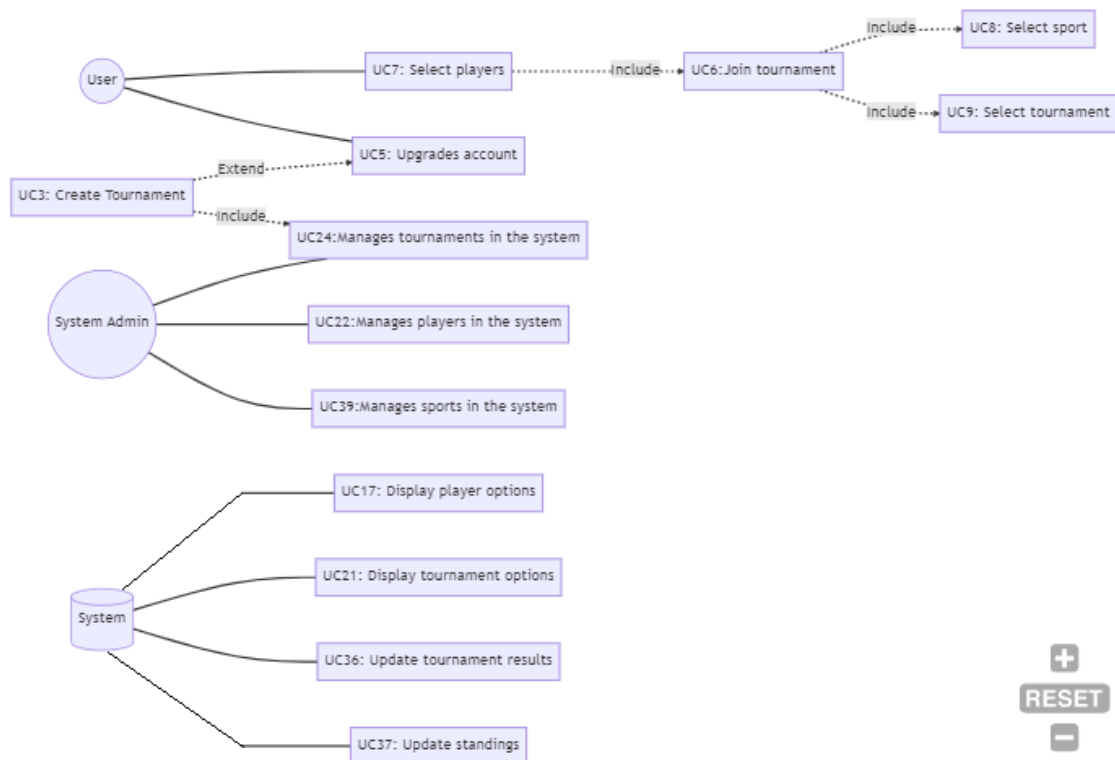 Include
UC8: Select sport
User
UC7: Select players
Include
UC6:Join tournament
Include
UC9: Select tournament
UC5: Upgrades account
Extend
UC3: Create Tournament
Include
UC24:Manages tournaments in the system
System Admin
UC22:Manages players in the system
UC39:Manages sports in the system
UC17: Display player options
UC21: Display tournament options
System
UC36: Update tournament results
RESET
UC37: Update standings